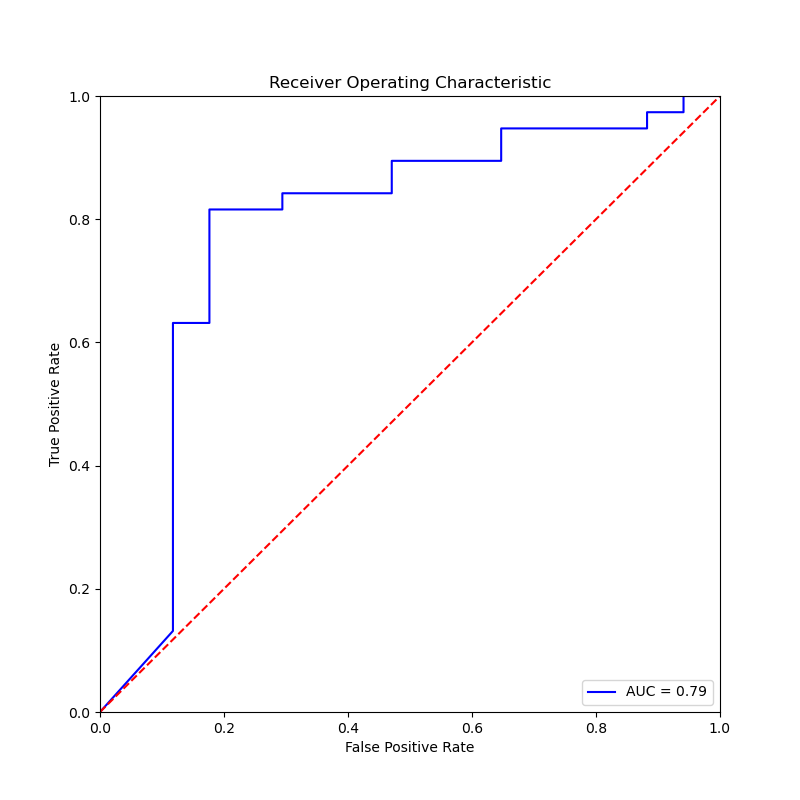 Receiver Operating Characteristic
1.0
0.8
0.6
0.4
0.2
0.0
True Positive Rate
AUC = 0.79
0.0 0.2 0.4 0.6 0.8 1.0
False Positive Rate